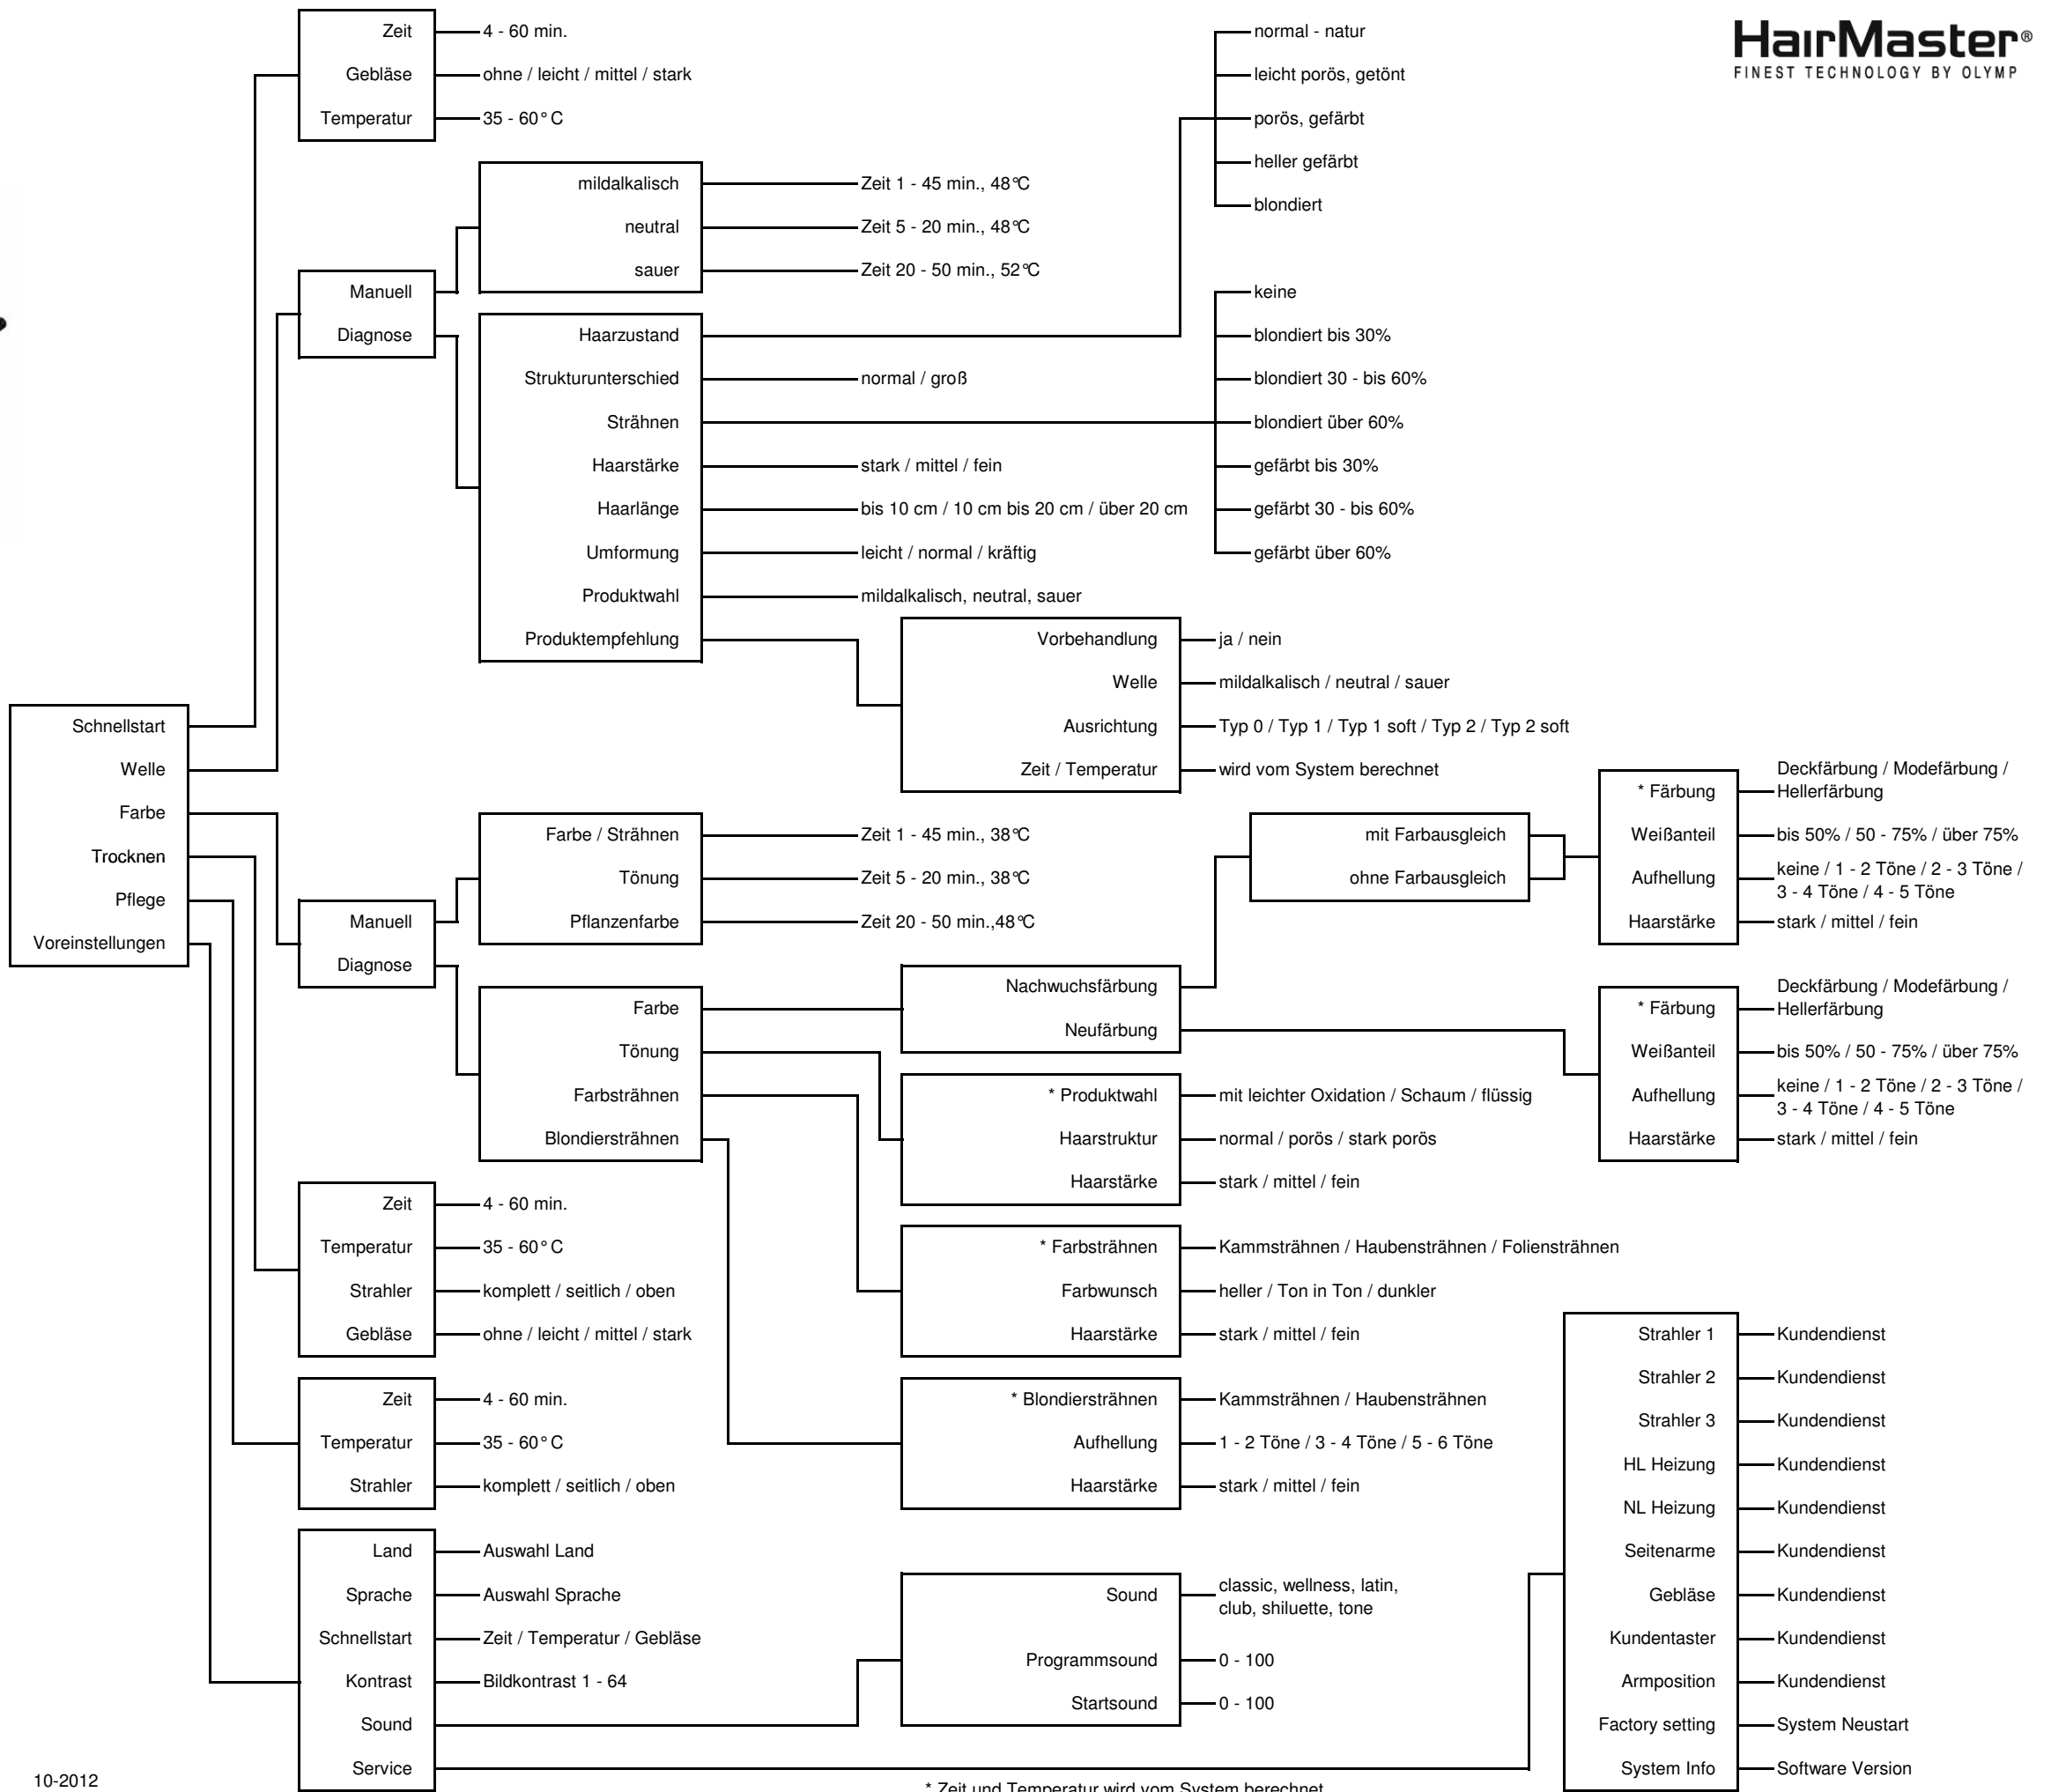 HairMaster®
FINEST TECHNOLOGY BY OLYMP
Schnellstart
Welle
Farbe
Trocknen
Pflege
Voreinstellungen
Zeit 4 - 60 min.
Gebläse ohne / leicht / mittel / stark
Temperatur 35 - 60° C
Manuell
Diagnose
mildalkalisch Zeit 1 - 45 min., 48°C
neutral Zeit 5 - 20 min., 48°C
sauer Zeit 20 - 50 min., 52°C
Haarzustand
Strukturunterschied normal / groß
Strähnen
Haarstärke stark / mittel / fein
Haarlänge bis 10 cm / 10 cm bis 20 cm / über 20 cm
Umformung leicht / normal / kräftig
Produktwahl mildalkalisch, neutral, sauer
Produktempfehlung
normal - natur
leicht porös, getönt
porös, gefärbt
heller gefärbt
blondiert
keine
blondiert bis 30%
blondiert 30 - bis 60%
blondiert über 60%
gefärbt bis 30%
gefärbt 30 - bis 60%
gefärbt über 60%
Vorbehandlung ja / nein
Welle mildalkalisch / neutral / sauer
Ausrichtung Typ 0 / Typ 1 / Typ 1 soft / Typ 2 / Typ 2 soft
Zeit / Temperatur wird vom System berechnet
Manuell
Diagnose
Farbe / Strähnen Zeit 1 - 45 min., 38°C
Tönung Zeit 5 - 20 min., 38°C
Pflanzenfarbe Zeit 20 - 50 min.,48°C
Farbe
Tönung
Farbsträhnen
Blondiersträhnen
Nachwuchsfärbung
Neufärbung
mit Farbausgleich
ohne Farbausgleich
* Färbung Deckfärbung / Modefärbung /
Hellerfärbung
Weißanteil bis 50% / 50 - 75% / über 75%
Aufhellung keine / 1 - 2 Töne / 2 - 3 Töne /
3 - 4 Töne / 4 - 5 Töne
Haarstärke stark / mittel / fein
* Färbung Deckfärbung / Modefärbung /
Hellerfärbung
Weißanteil bis 50% / 50 - 75% / über 75%
Aufhellung keine / 1 - 2 Töne / 2 - 3 Töne /
3 - 4 Töne / 4 - 5 Töne
Haarstärke stark / mittel / fein
* Produktwahl mit leichter Oxidation / Schaum / flüssig
Haarstruktur normal / porös / stark porös
Haarstärke stark / mittel / fein
* Farbsträhnen Kammsträhnen / Haubensträhnen / Foliensträhnen
Farbwunsch heller / Ton in Ton / dunkler
Haarstärke stark / mittel / fein
* Blondiersträhnen Kammsträhnen / Haubensträhnen
Aufhellung 1 - 2 Töne / 3 - 4 Töne / 5 - 6 Töne
Haarstärke stark / mittel / fein
Zeit 4 - 60 min.
Temperatur 35 - 60° C
Strahler komplett / seitlich / oben
Gebläse ohne / leicht / mittel / stark
Zeit 4 - 60 min.
Temperatur 35 - 60° C
Strahler komplett / seitlich / oben
Land Auswahl Land
Sprache Auswahl Sprache
Schnellstart Zeit / Temperatur / Gebläse
Kontrast Bildkontrast 1 - 64
Sound
Service
Sound classic, wellness, latin,
club, shiluette, tone
Programmsound 0 - 100
Startsound 0 - 100
Strahler 1 Kundendienst
Strahler 2 Kundendienst
Strahler 3 Kundendienst
HL Heizung Kundendienst
NL Heizung Kundendienst
Seitenarme Kundendienst
Gebläse Kundendienst
Kundentaster Kundendienst
Armposition Kundendienst
Factory setting System Neustart
System Info Software Version
10-2012
* Zeit und Temperatur wird vom System berechnet